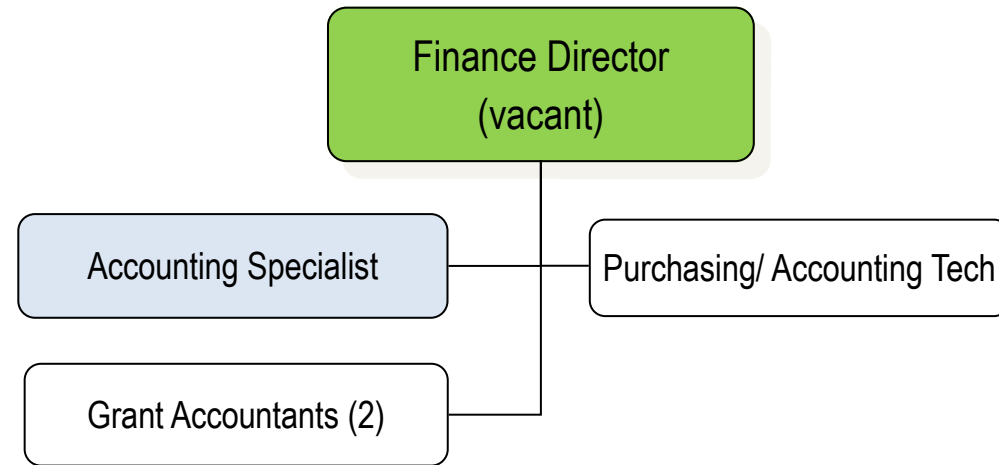 Finance Director
(vacant)
Accounting Specialist
Purchasing/ Accounting Tech
Grant Accountants (2)